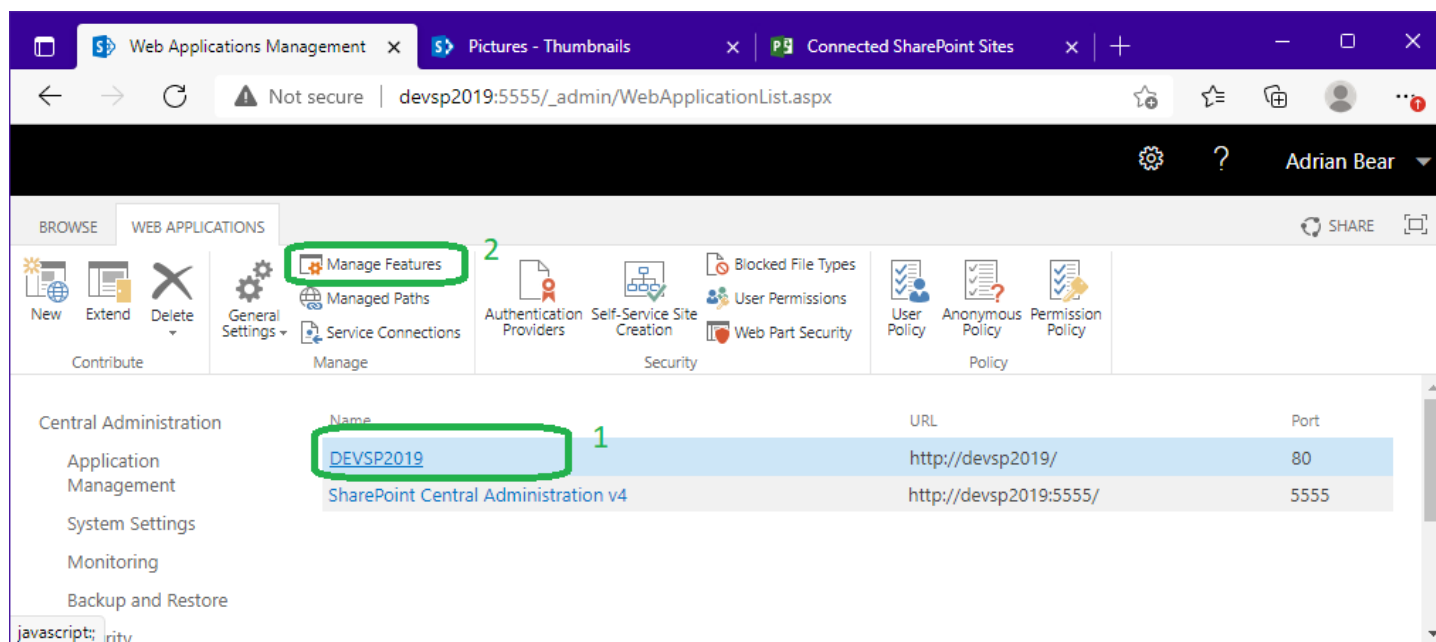 Web Applications Management
Pictures - Thumbnails
Connected SharePoint Sites
Not secure | devsp2019:5555/_admin/WebApplicationList.aspx
? Adrian Bear
BROWSE WEB APPLICATIONS SHARE
2
New
Extend
Delete
General
Settings
Manage Features
Managed Paths
Service Connections
Authentication
Providers
Self-Service Site
Creation
Blocked File Types
User Permissions
Web Part Security
User
Policy
Anonymous
Policy
Permission
Policy
Contribute Manage Security Policy
Central Administration
Application
Management
System Settings
Monitoring
Backup and Restore
Name URL Port
1
DEVSP2019 http://devsp2019/ 80
SharePoint Central Administration v4 http://devsp2019:5555/ 5555
javascript:;